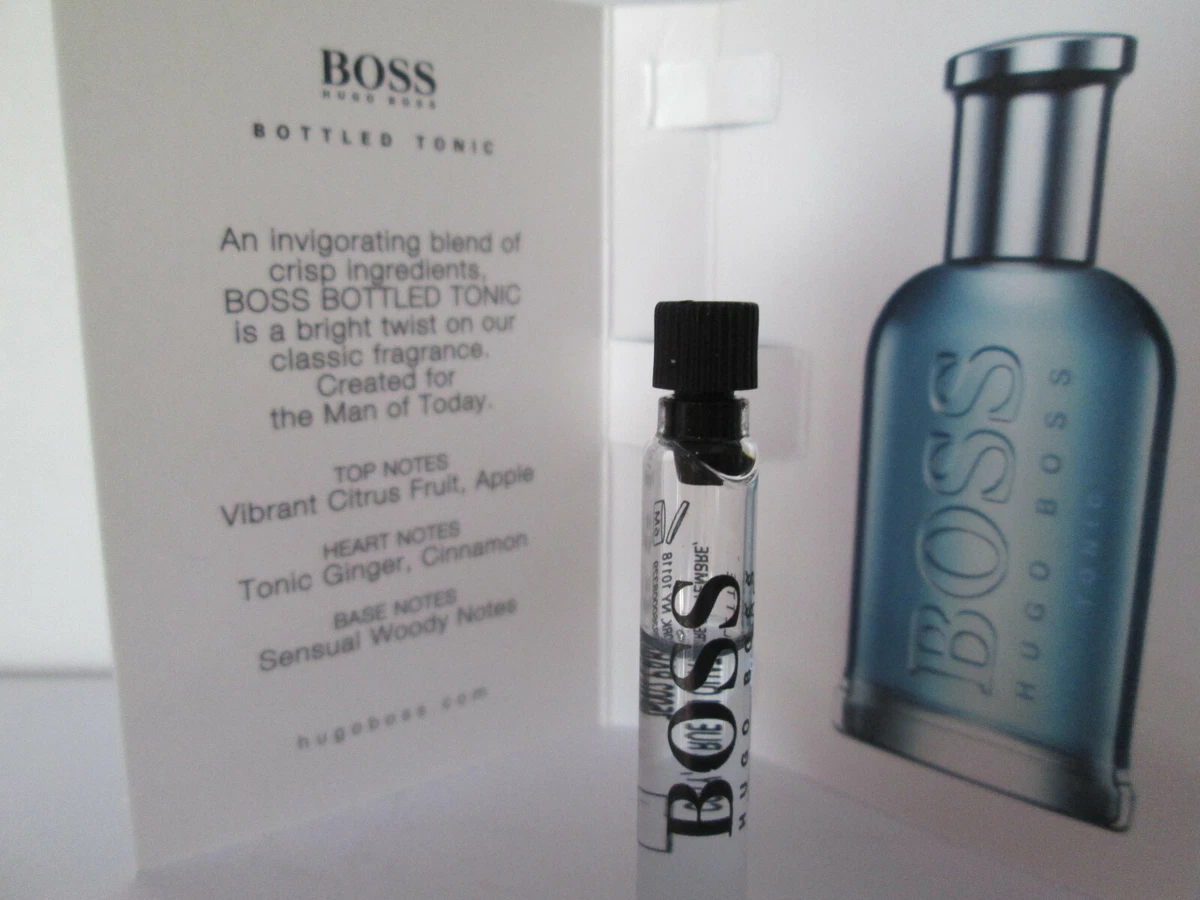 BOSS
HUGO BOSS
BOTTLED TONIC
An invigorating blend of
crisp ingredients,
BOSS BOTTLED TONIC
is a bright twist on our
classic fragrance.
Created for
the Man of Today.
TOP NOTES
Vibrant Citrus Fruit, Apple
HEART NOTES
Tonic Ginger, Cinnamon
BASE NOTES
Sensual Woody Notes
hugoboss.com
BOSS
HUGO BOSS
NY 10118
BOSS
HUGO BOSS
TONIC